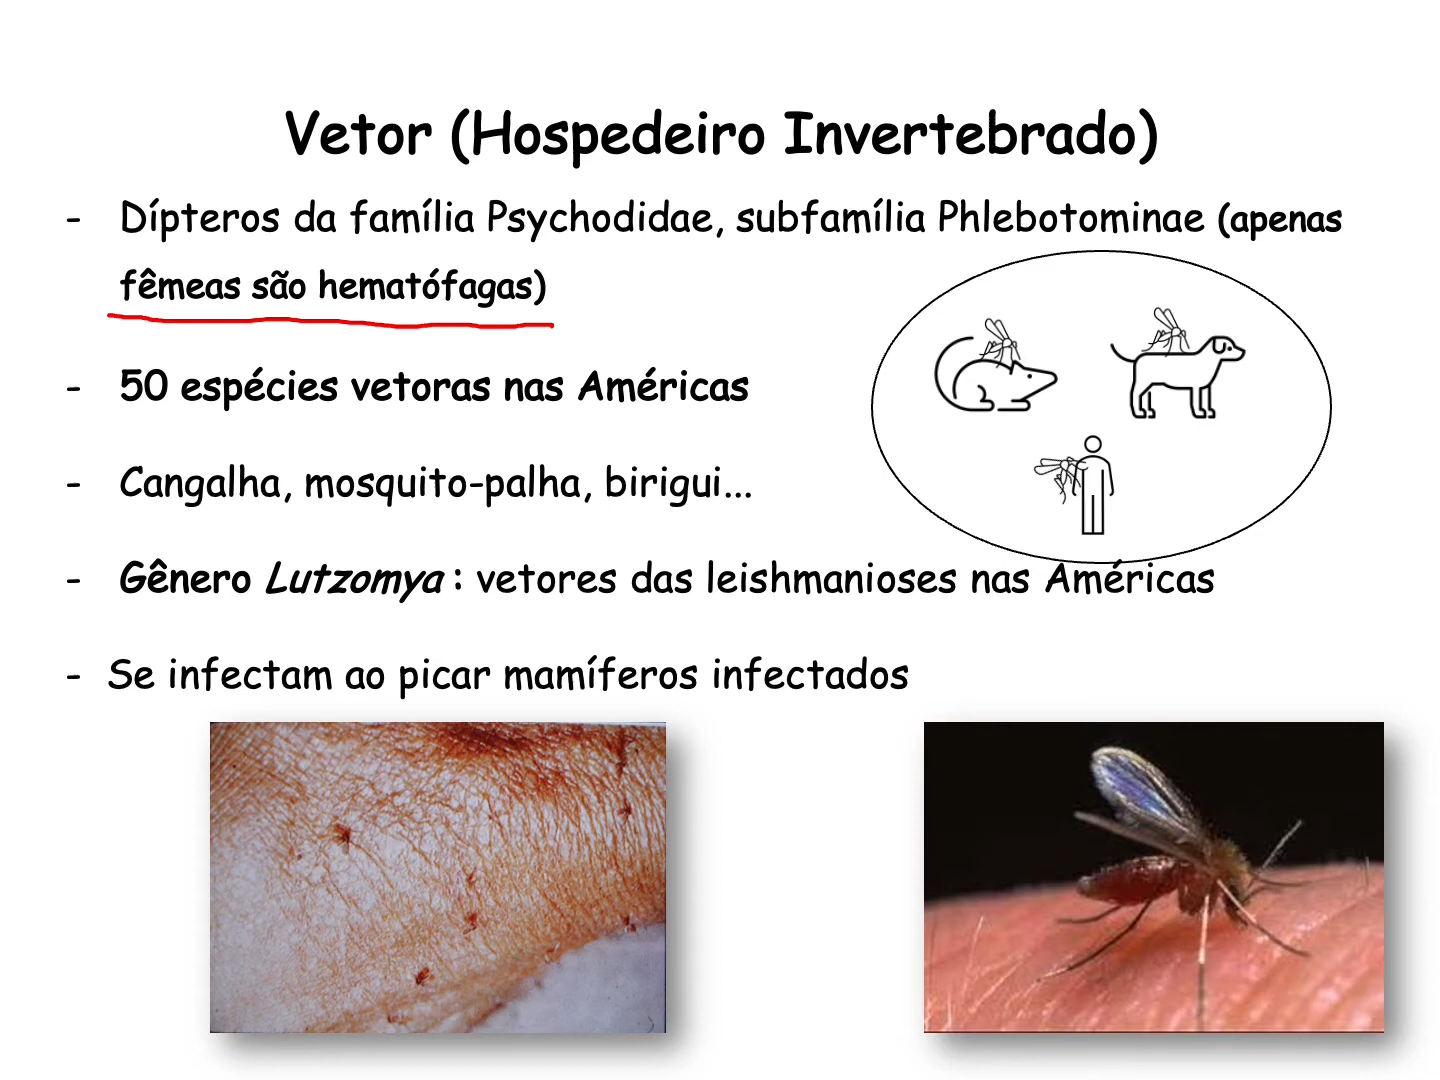 Vetor (Hospedeiro Invertebrado)
- Dípteros da família Psychodidae, subfamília Phlebotominae (apenas
fêmeas são hematófagas)
- 50 espécies vetoras nas Américas
- Cangalha, mosquito-palha, birigui...
- Gênero Lutzomya : vetores das leishmanioses nas Américas
- Se infectam ao picar mamíferos infectados